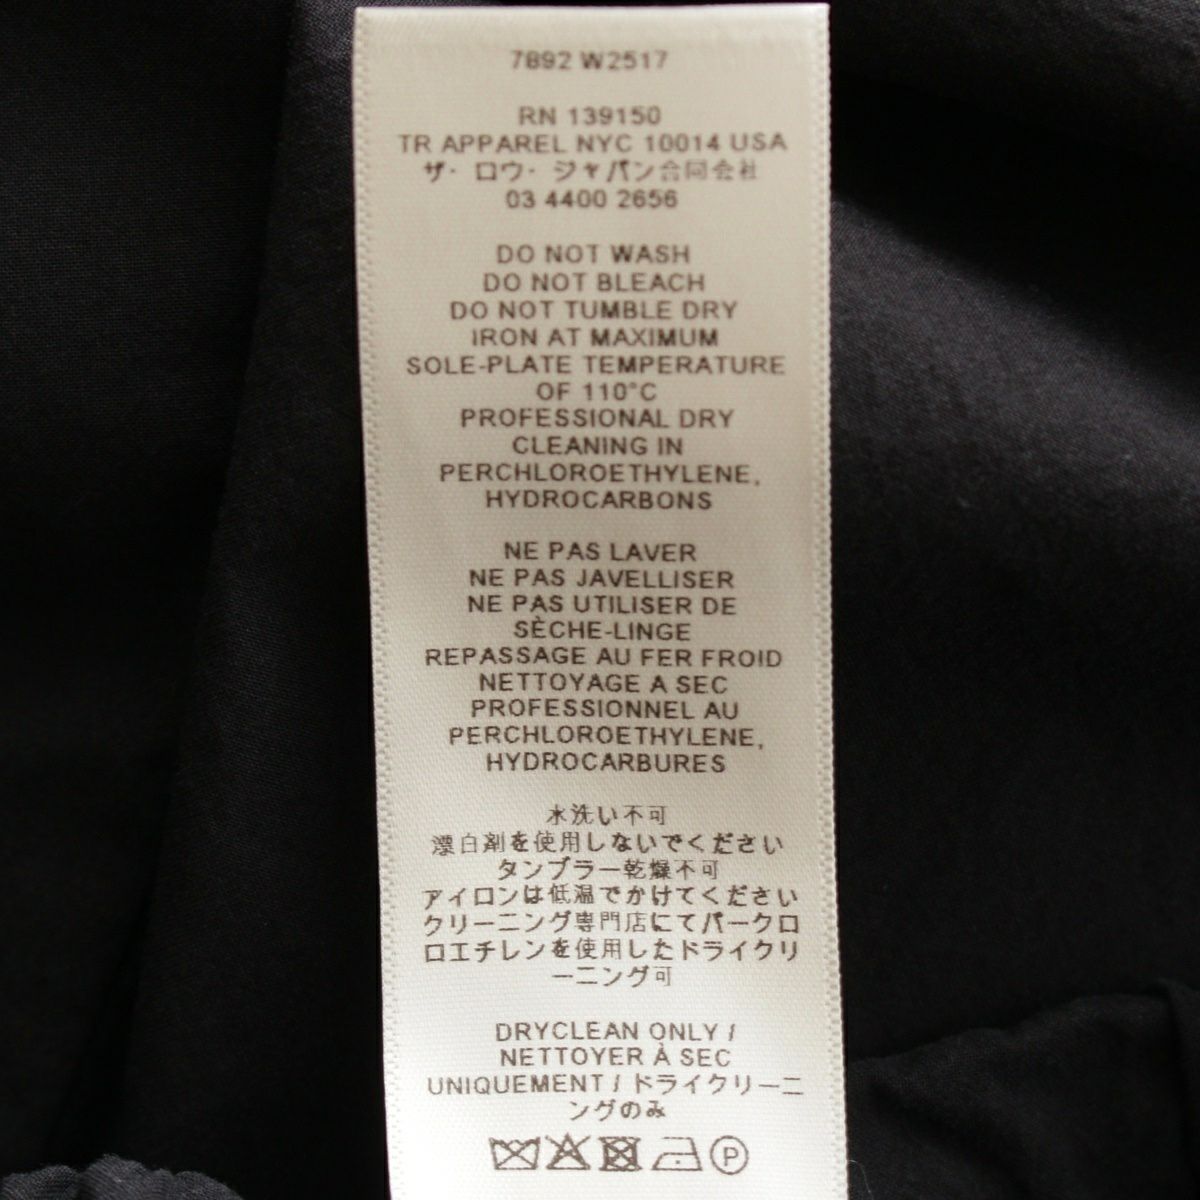 7892 W2517
RN 139150
TR APPAREL NYC 10014 USA
ザ・ロウ・ジャパン合同会社
03 4400 2656
DO NOT WASH
DO NOT BLEACH
DO NOT TUMBLE DRY
IRON AT MAXIMUM
SOLE-PLATE TEMPERATURE
OF 110°C
PROFESSIONAL DRY
CLEANING IN
PERCHLOROETHYLENE,
HYDROCARBONS
NE PAS LAVER
NE PAS JAVELLISER
NE PAS UTILISER DE
SÈCHE-LINGE
REPASSAGE AU FER FROID
NETTOYAGE A SEC
PROFESSIONNEL AU
PERCHLOROETHYLENE,
HYDROCARBURES
水洗い不可
漂白剤を使用しないでください
タンブラー乾燥不可
アイロンは低温でかけてください
クリーニング専門店にてパークロ
ロエチレンを使用したドライクリ
ーニング可
DRYCLEAN ONLY /
NETTOYER À SEC
UNIQUEMENT / ドライクリーニ
ングのみ
P